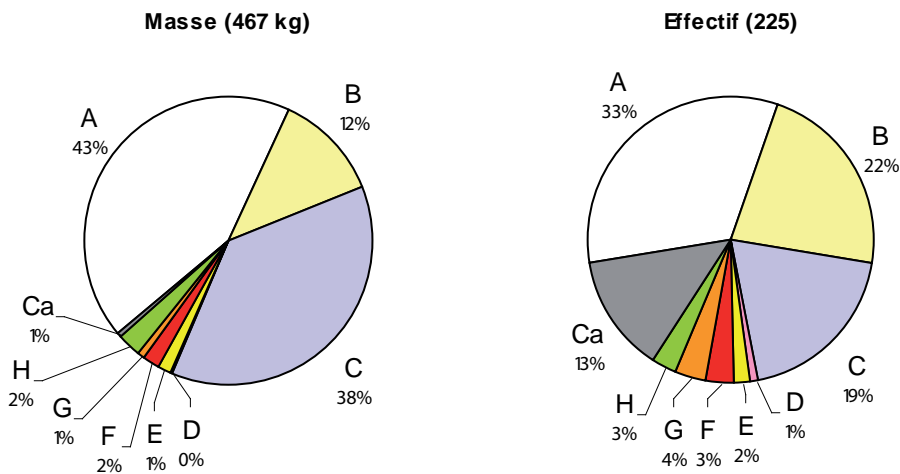 Masse (467 kg)
A
43%
B
12%
C
38%
D
0%
E
1%
F
2%
G
1%
H
2%
Ca
1%
Effectif (225)
A
33%
B
22%
C
19%
D
1%
E
2%
F
3%
G
4%
H
3%
Ca
13%